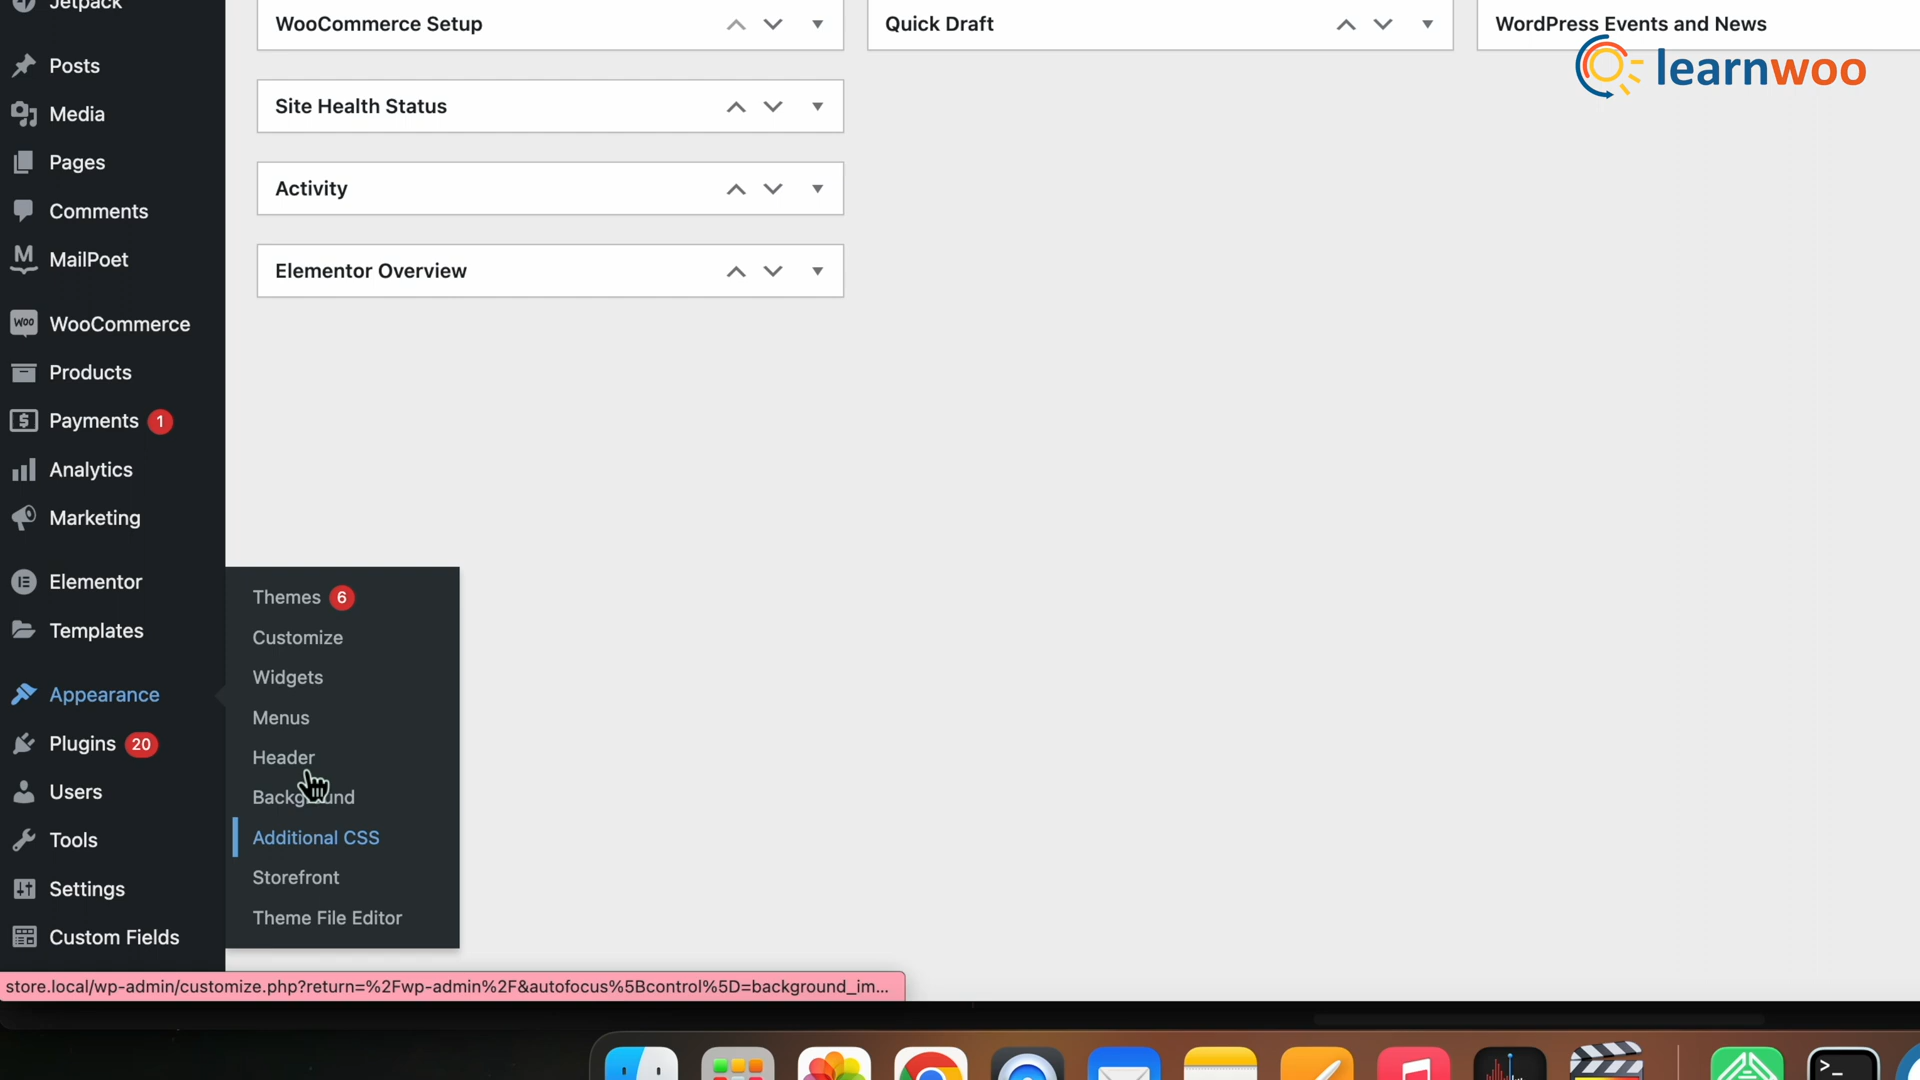 Jetpack
Posts
Media
Pages
Comments
M MailPoet
Woo WooCommerce
Products
Payments 1
Analytics
Marketing
Elementor
Templates
Appearance
Plugins 20
Users
Tools
Settings
Custom Fields
WooCommerce Setup
Site Health Status
Activity
Elementor Overview
Quick Draft
WordPress Events and News
learnwoo
Themes 6
Customize
Widgets
Menus
Header
Background
Additional CSS
Storefront
Theme File Editor
store.local/wp-admin/customize.php?return=%2Fwp-admin%2F&autofocus%5Bcontrol%5D=background_im...